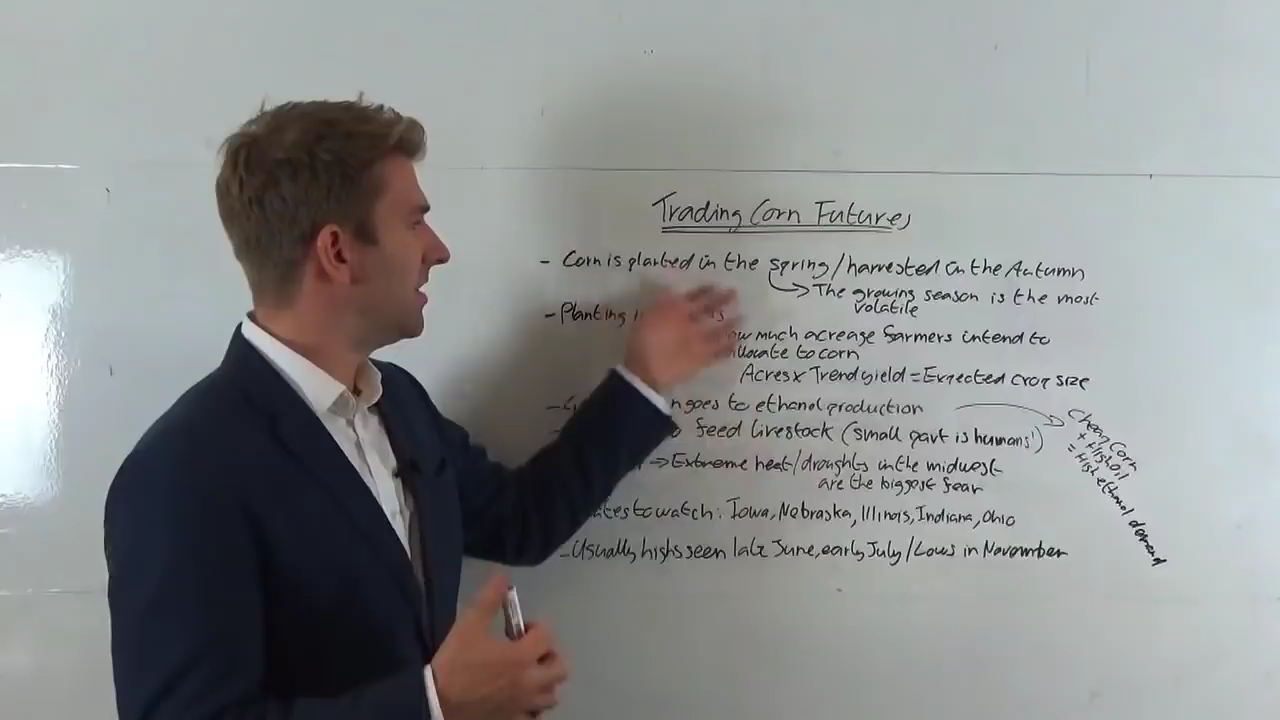 Trading Corn Futures
- Corn is planted in the spring/harvested in the Autumn
The growing season is the most
volatile
- Planting
much acreage farmers intend to
to corn
Acres x Trend yield = Expected crop size
goes to ethanol production
feed livestock (small part is humans!)
Extreme heat/droughts in the midwest
are the biggest fear
to watch: Iowa, Nebraska, Illinois, Indiana, Ohio
- Usually highs seen late June, early July/Lows in November
Cheap Corn
+ High Oil
= High ethanol demand